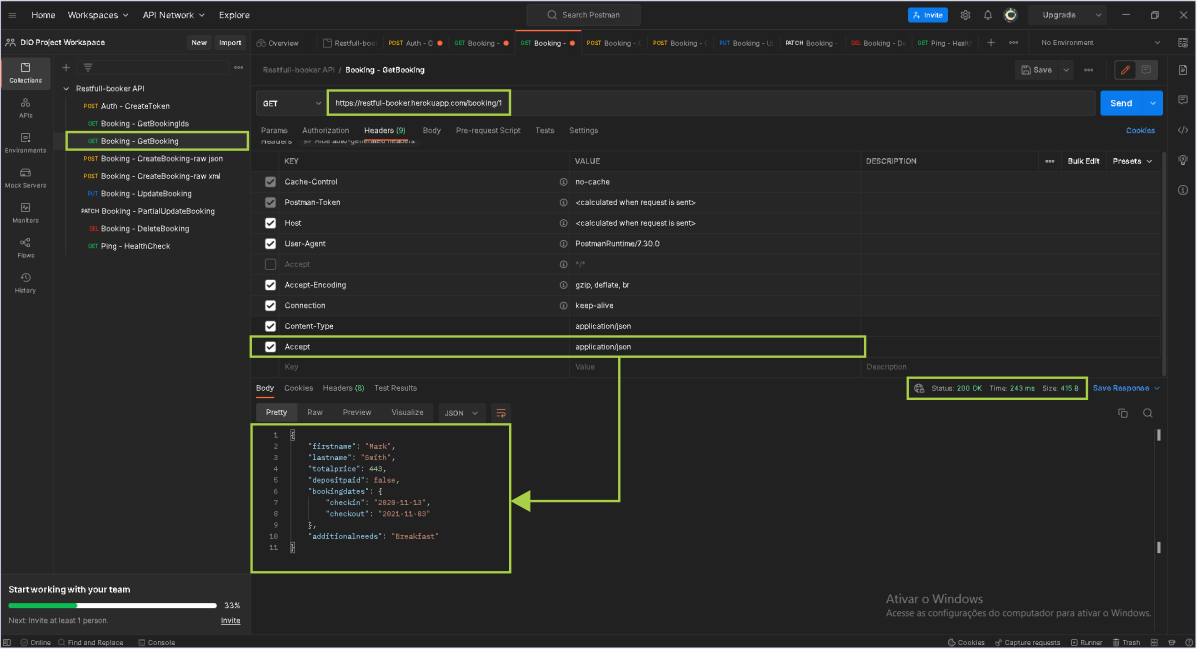 Home Workspaces API Network Explore Search Postman Invite Upgrade
DIO Project Workspace New Import Overview Restfull-boo POST Auth - C GET Booking - GET Booking - POST Booking - POST Booking - PUT Booking - U PATCH Booking - DEL Booking - De GET Ping - Healt No Environment
Collections
APIs
Environments
Mock Servers
Monitors
Flows
History
Restfull-booker API
POST Auth - CreateToken
GET Booking - GetBookingIds
GET Booking - GetBooking
POST Booking - CreateBooking-raw json
POST Booking - CreateBooking-raw xml
PUT Booking - UpdateBooking
PATCH Booking - PartialUpdateBooking
DEL Booking - DeleteBooking
GET Ping - HealthCheck
Restfull-booker API / Booking - GetBooking Save
GET https://restful-booker.herokuapp.com/booking/1 Send
Params Authorization Headers (9) Body Pre-request Script Tests Settings Cookies
Headers Hide auto-generated headers
KEY VALUE DESCRIPTION Bulk Edit Presets
Cache-Control no-cache
Postman-Token <calculated when request is sent>
Host <calculated when request is sent>
User-Agent PostmanRuntime/7.30.0
Accept */*
Accept-Encoding gzip, deflate, br
Connection keep-alive
Content-Type application/json
Accept application/json
Key Value Description
Body Cookies Headers (8) Test Results Status: 200 OK Time: 243 ms Size: 415 B Save Response
Pretty Raw Preview Visualize JSON
1 {
2 "firstname": "Mark",
3 "lastname": "Smith",
4 "totalprice": 443,
5 "depositpaid": false,
6 "bookingdates": {
7 "checkin": "2020-11-13",
8 "checkout": "2021-11-03"
9 },
10 "additionalneeds": "Breakfast"
11 }
Start working with your team
33%
Next: Invite at least 1 person. Invite
Ativar o Windows
Acesse as configurações do computador para ativar o Windows.
Online Find and Replace Console Cookies Capture requests Runner Trash